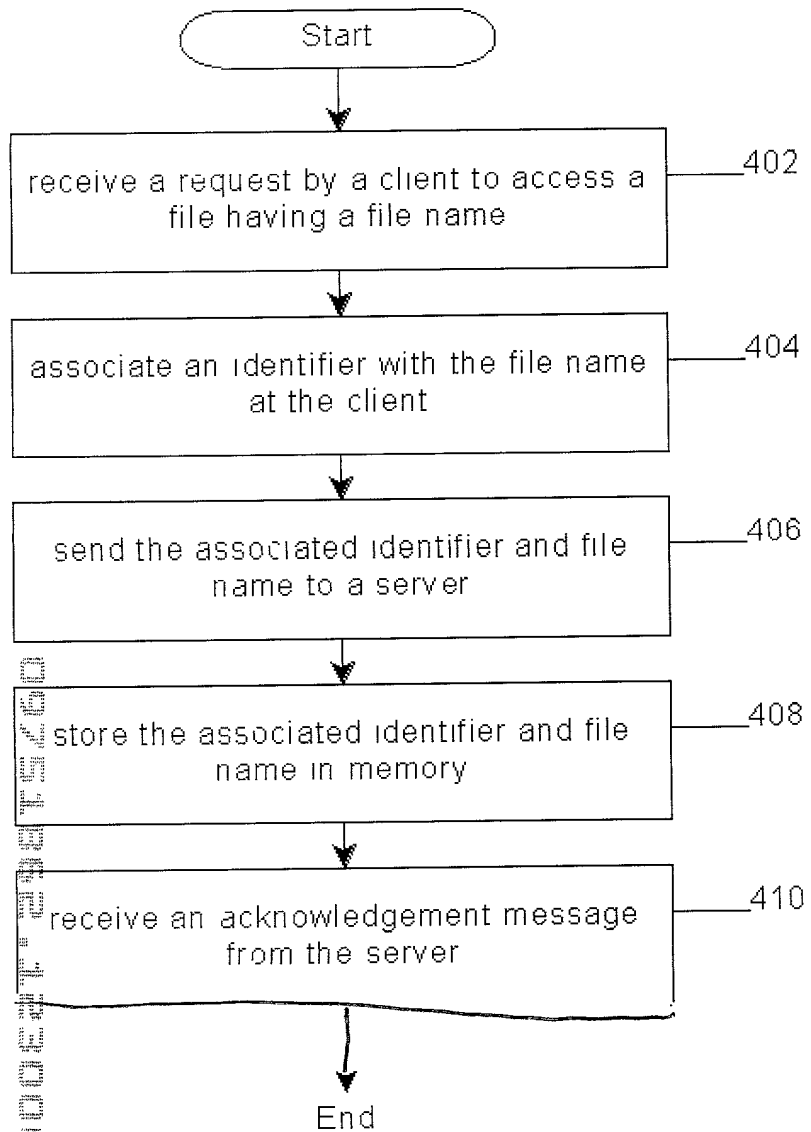 Start
receive a request by a client to access a
file having a file name
402
associate an identifier with the file name
at the client
404
send the associated identifier and file
name to a server
406
store the associated identifier and file
name in memory
408
receive an acknowledgement message
from the server
410
End